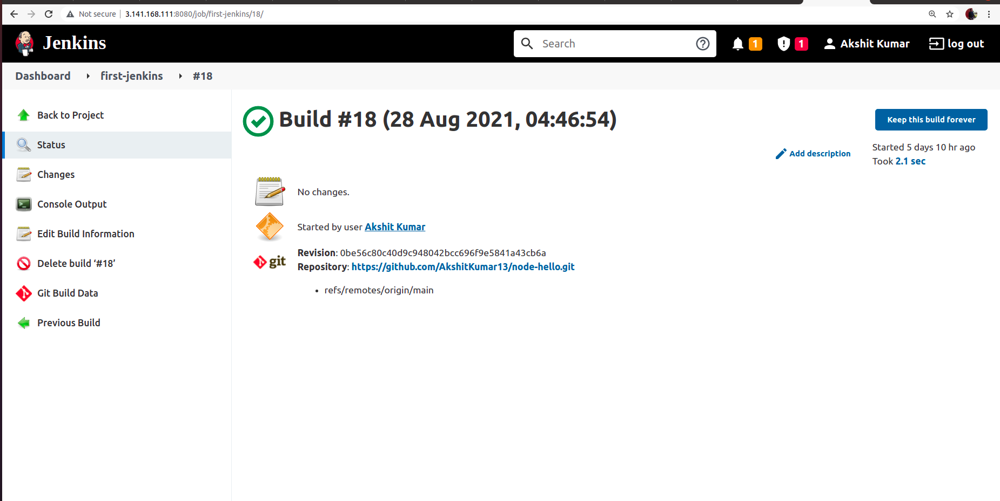 Not secure | 3.141.168.111:8080/job/first-jenkins/18/
Jenkins
Search
1
1
Akshit Kumar
log out
Dashboard
first-jenkins
#18
Back to Project
Status
Changes
Console Output
Edit Build Information
Delete build ‘#18’
Git Build Data
Previous Build
Build #18 (28 Aug 2021, 04:46:54)
Keep this build forever
Add description
Started 5 days 10 hr ago
Took 2.1 sec
No changes.
Started by user Akshit Kumar
git
Revision: 0be56c80c40d9c948042bcc696f9e5841a43cb6a
Repository: https://github.com/AkshitKumar13/node-hello.git
• refs/remotes/origin/main